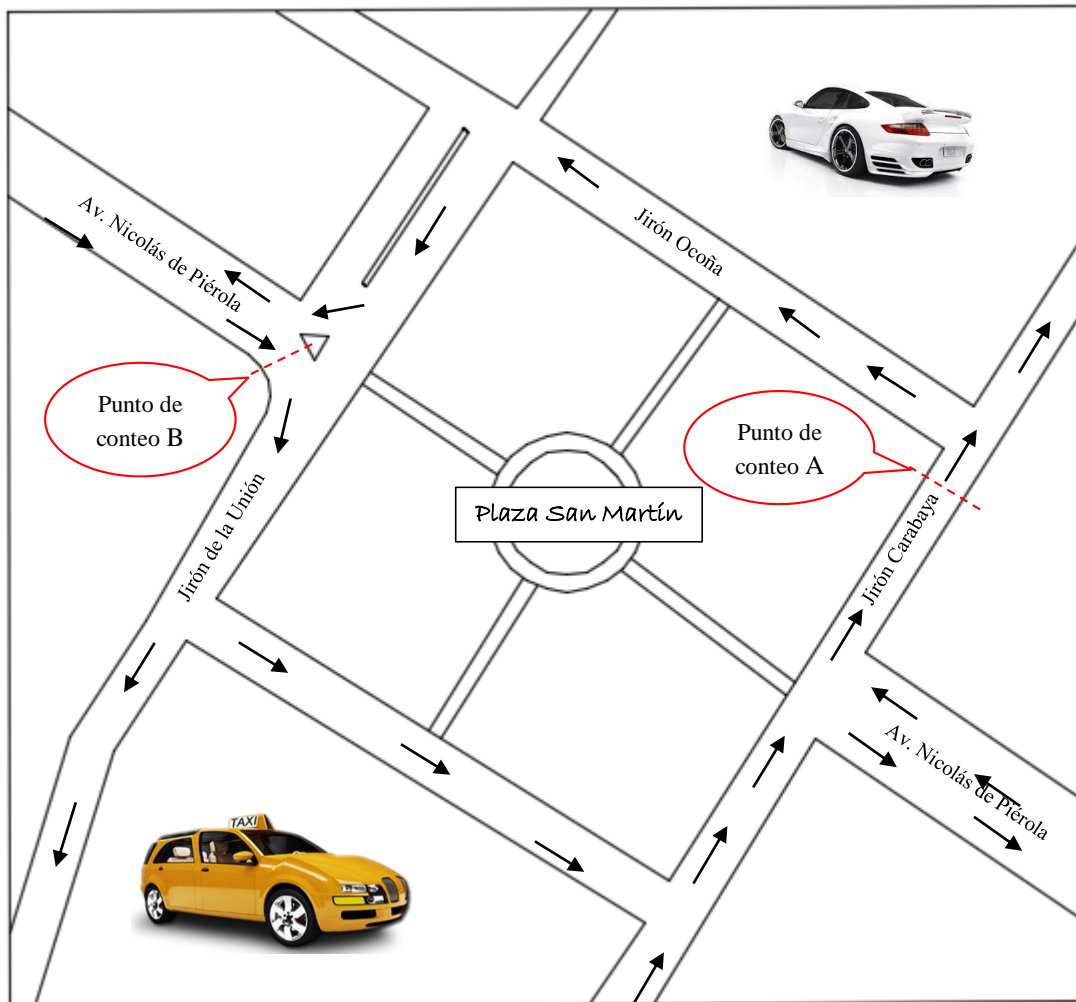 Av. Nicolás de Piérola
Jirón Ocoña
Punto de
conteo B
Punto de
conteo A
Plaza San Martín
Jirón de la Unión
Jirón Carabaya
Av. Nicolás de Piérola
TAXI